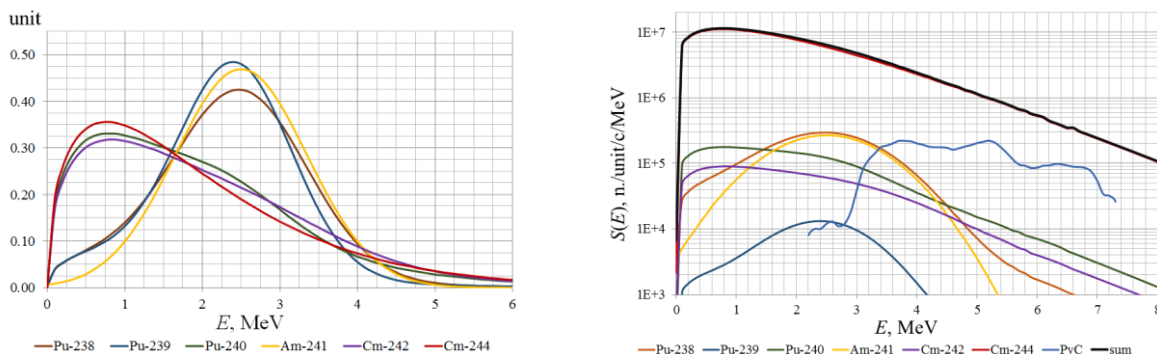 unit
0.50
0.40
0.30
0.20
0.10
0.00
0 1 2 3 4 5 6
E, MeV
Pu-238 Pu-239 Pu-240 Am-241 Cm-242 Cm-244
S(E), n./unit/c/MeV
1E+7
1E+6
1E+5
1E+4
1E+3
0 1 2 3 4 5 6 7 8
E, MeV
Pu-238 Pu-239 Pu-240 Am-241 Cm-242 Cm-244 PvC sum